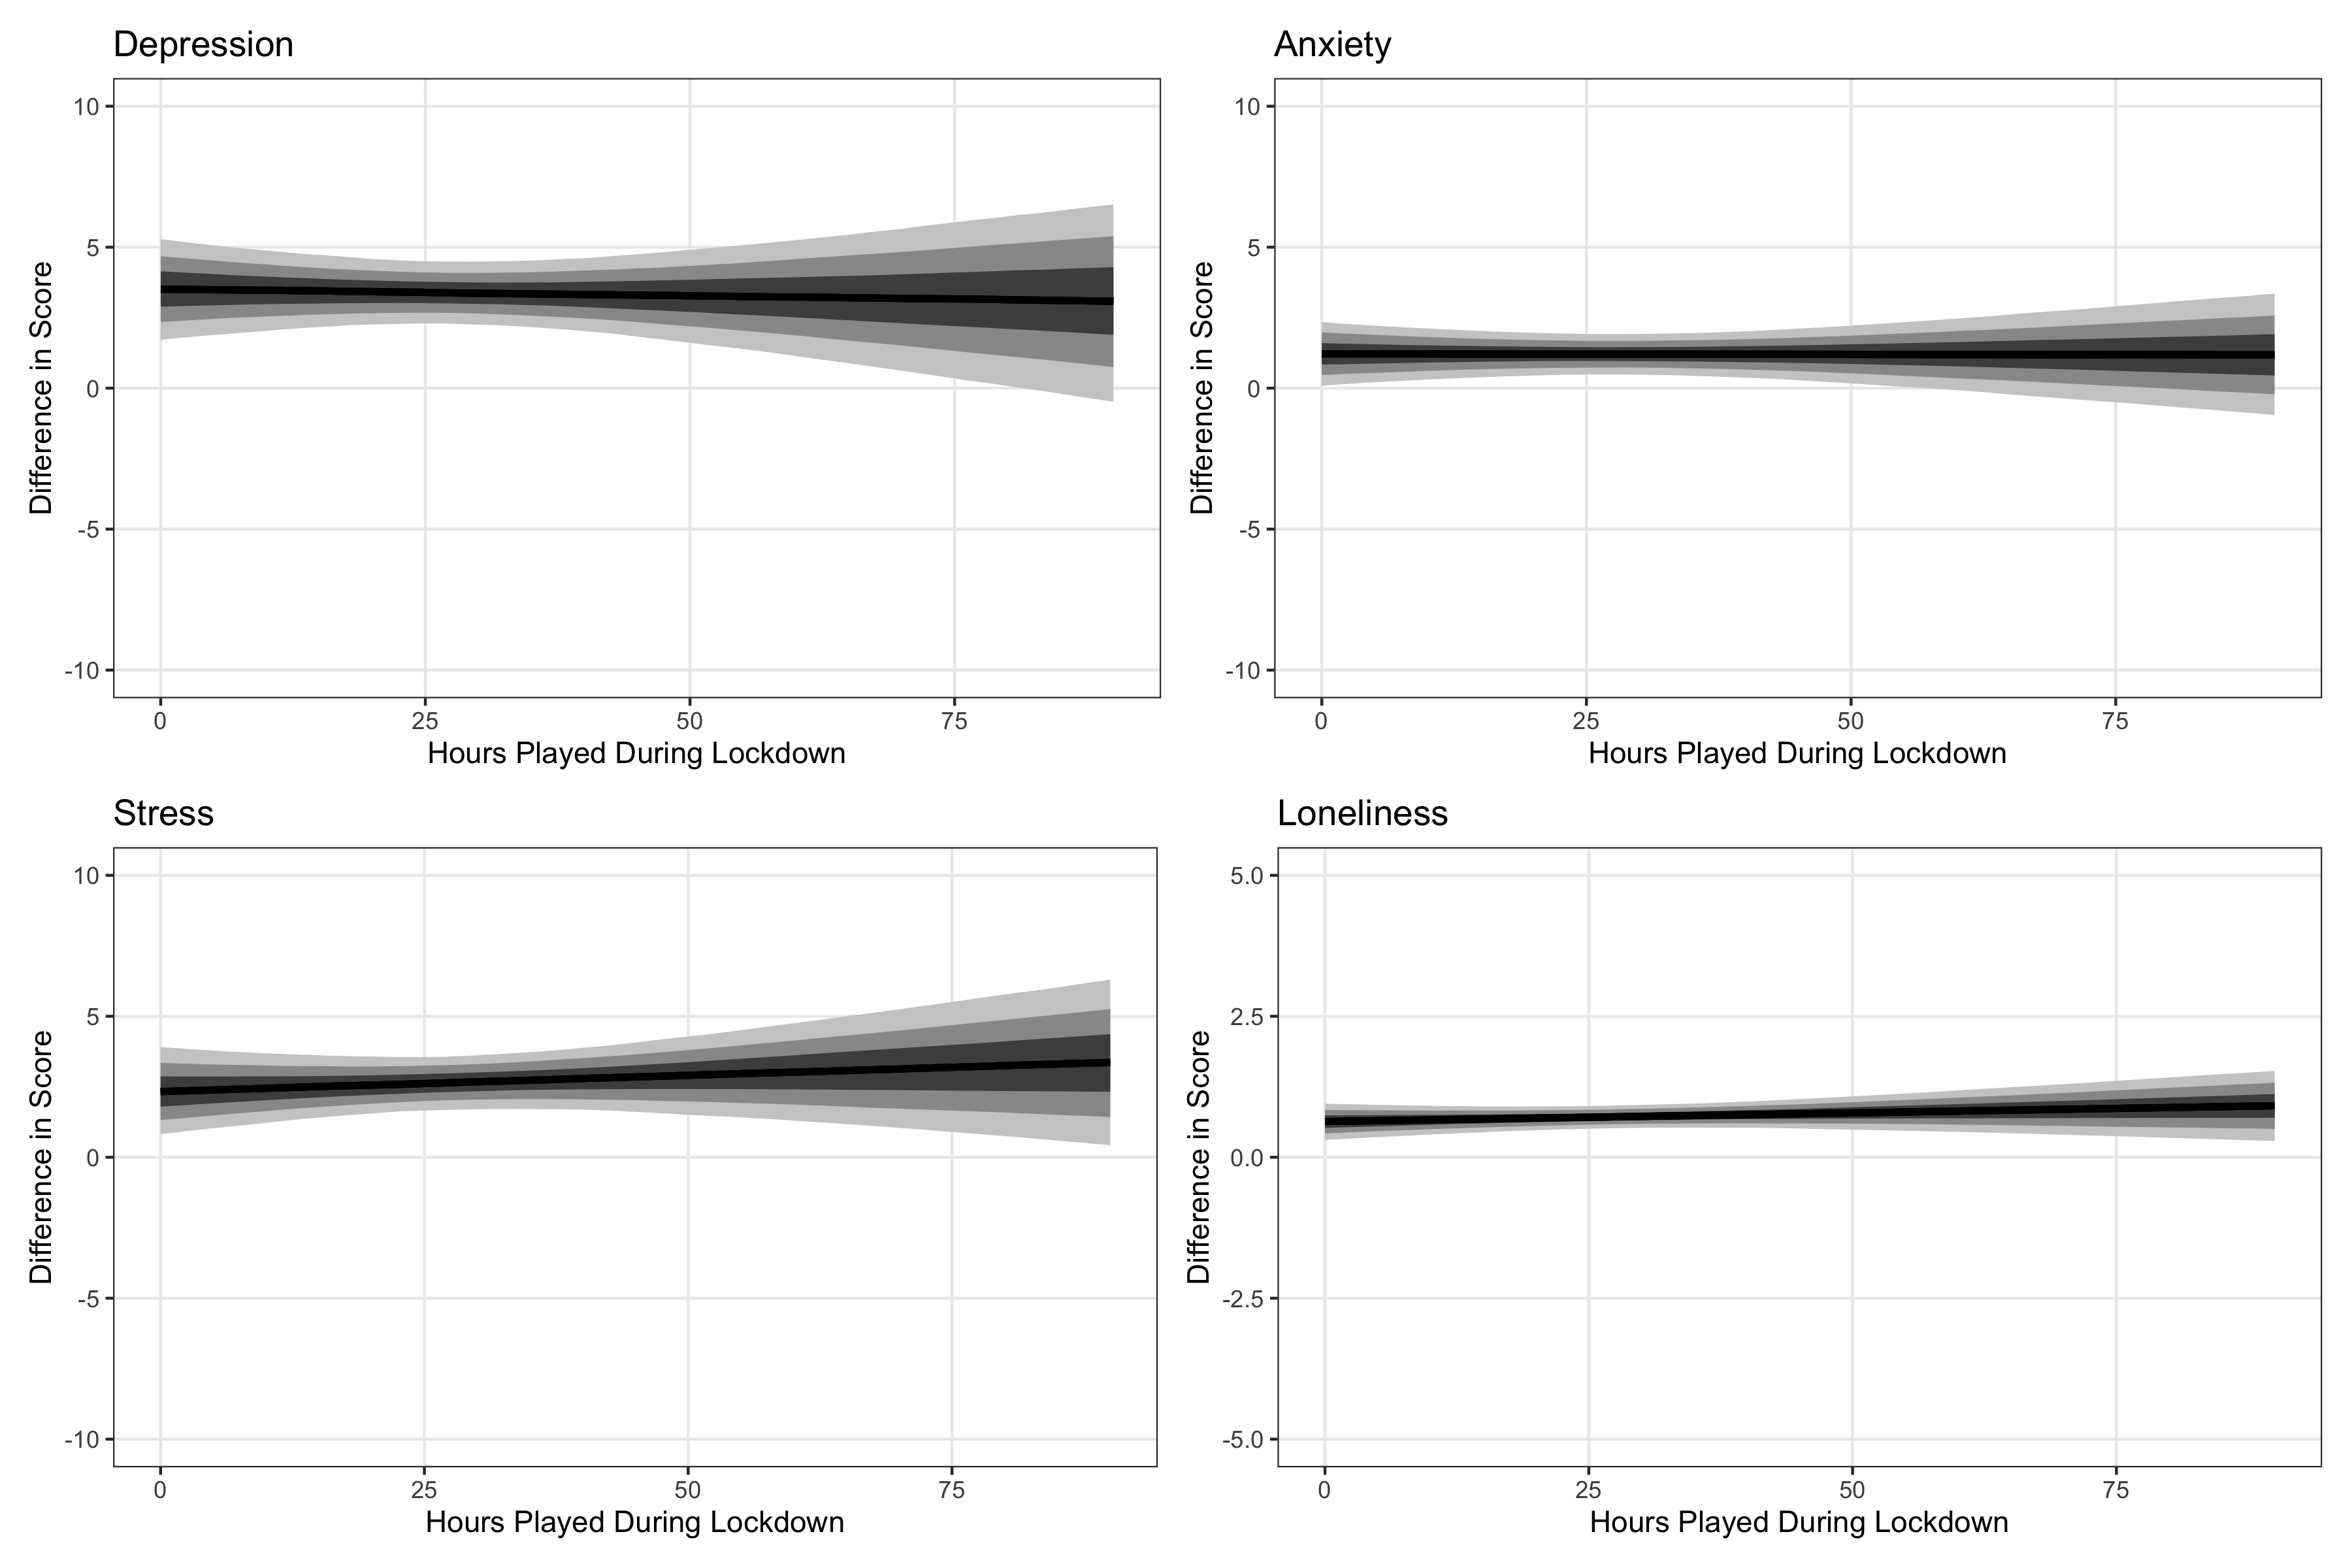 Depression
10
5
0
-5
-10
Difference in Score
0 25 50 75
Hours Played During Lockdown
Anxiety
10
5
0
-5
-10
Difference in Score
0 25 50 75
Hours Played During Lockdown
Stress
10
5
0
-5
-10
Difference in Score
0 25 50 75
Hours Played During Lockdown
Loneliness
5.0
2.5
0.0
-2.5
-5.0
Difference in Score
0 25 50 75
Hours Played During Lockdown